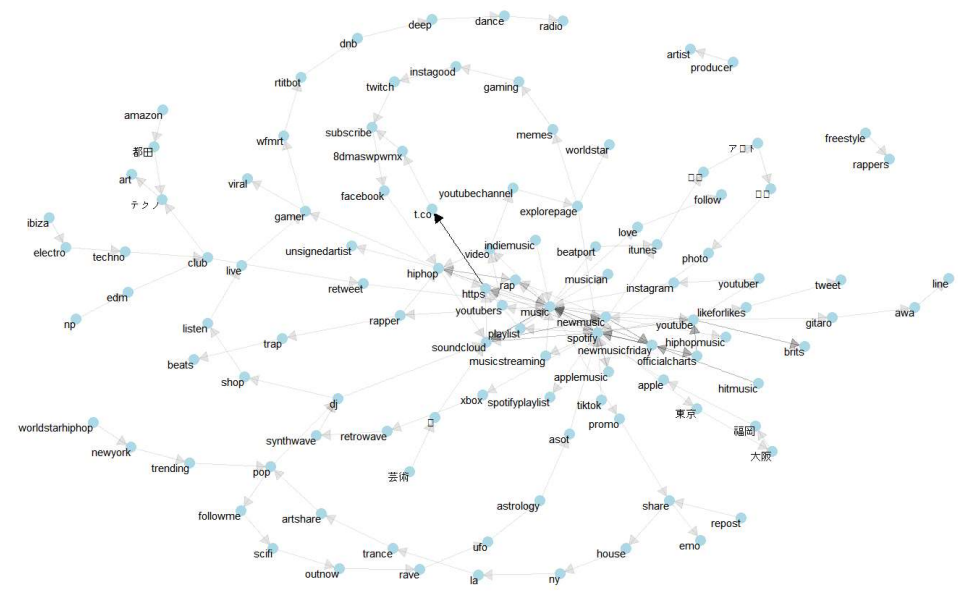 deep
dance
radio
dnb
artist
producer
rtitbot
twitch
instagood
gaming
amazon
都田
art
テクノ
wfmrt
subscribe
8dmaswpwmx
memes
worldstar
freestyle
rappers
viral
facebook
youtubechannel
explorepage
follow
ibiza
gamer
t.co
love
electro
techno
unsignedartist
video
indiemusic
beatport
itunes
photo
club
live
hiphop
https
rap
musician
instagram
youtuber
tweet
line
edm
retweet
youtubers
music
newmusic
youtube
likeforlikes
gitaro
awa
np
listen
rapper
playlist
spotify
hiphopmusic
trap
soundcloud
newmusicfriday
brits
beats
musicstreaming
officialcharts
shop
applemusic
apple
hitmusic
dj
xbox
spotifyplaylist
tiktok
東京
worldstarhiphop
synthwave
retrowave
promo
福岡
newyork
asot
大阪
trending
pop
芸術
followme
artshare
astrology
share
repost
scifi
trance
ufo
house
emo
outnow
rave
la
ny